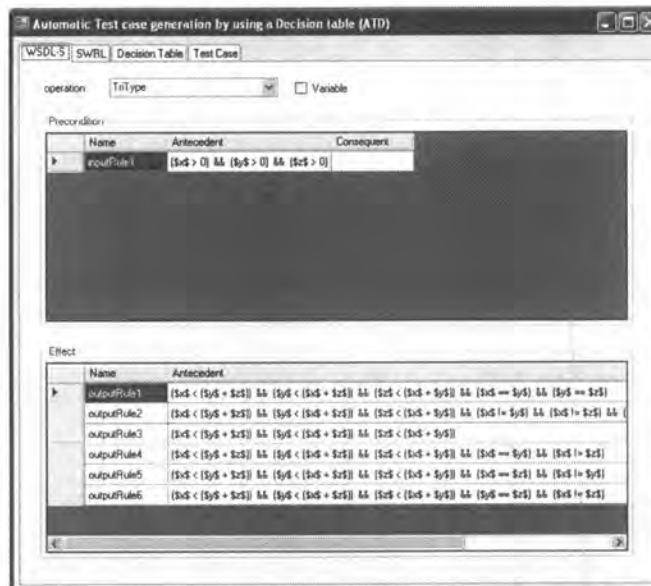 Automatic Test case generation by using a Decision table (ATD)
WSDL-S SWRL Decision Table Test Case
operation TriType Variable
Precondition
Name Antecedent Consequent
inputRule1 ($x$ > 0) && ($y$ > 0) && ($z$ > 0)
Effect
Name Antecedent
outputRule1 ($x$ < ($y$ + $z$)) && ($y$ < ($x$ + $z$)) && ($z$ < ($x$ + $y$)) && ($x$ == $y$) && ($y$ == $z$)
outputRule2 ($x$ < ($y$ + $z$)) && ($y$ < ($x$ + $z$)) && ($z$ < ($x$ + $y$)) && ($x$ != $y$) && ($x$ != $z$) && (
outputRule3 ($x$ < ($y$ + $z$)) && ($y$ < ($x$ + $z$)) && ($z$ < ($x$ + $y$))
outputRule4 ($x$ < ($y$ + $z$)) && ($y$ < ($x$ + $z$)) && ($z$ < ($x$ + $y$)) && ($x$ == $y$) && ($x$ != $z$)
outputRule5 ($x$ < ($y$ + $z$)) && ($y$ < ($x$ + $z$)) && ($z$ < ($x$ + $y$)) && ($x$ == $z$) && ($x$ != $y$)
outputRule6 ($x$ < ($y$ + $z$)) && ($y$ < ($x$ + $z$)) && ($z$ < ($x$ + $y$)) && ($y$ == $z$) && ($x$ != $z$)